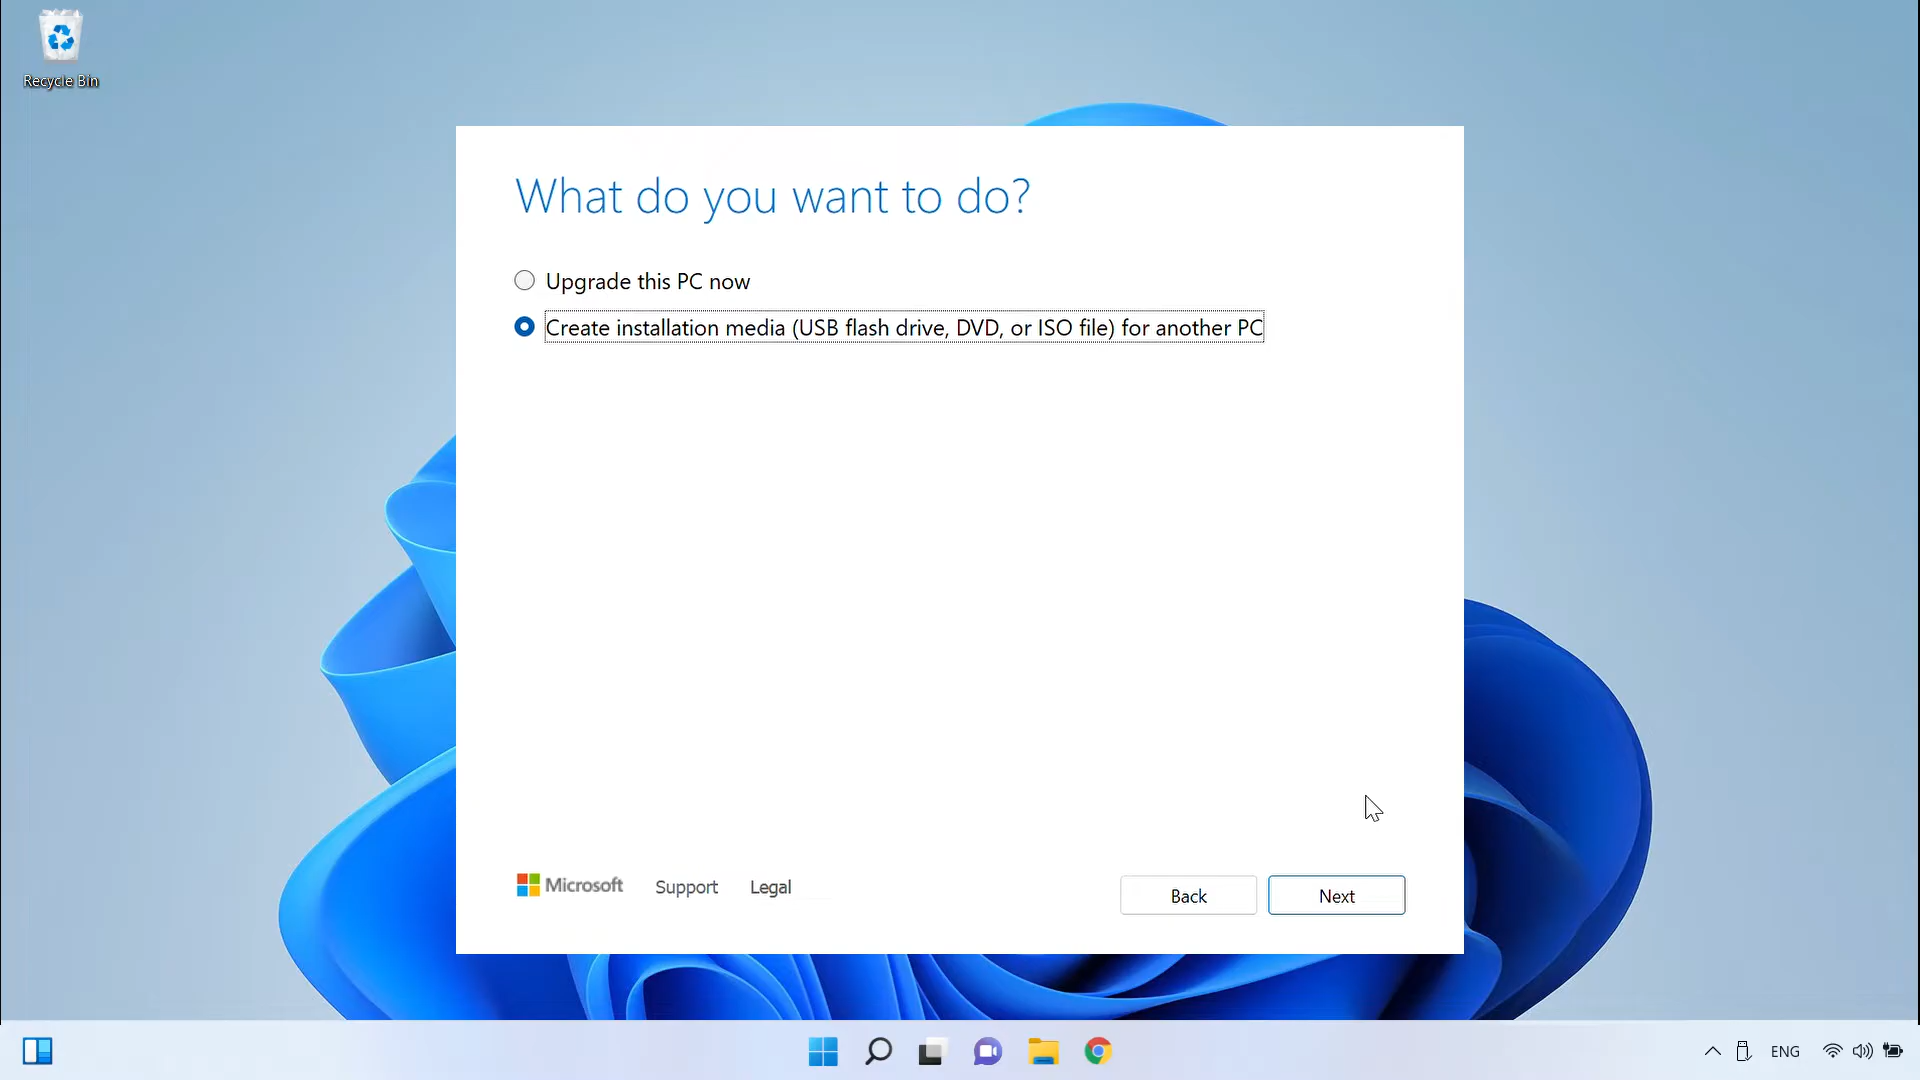 Recycle Bin
What do you want to do?
Upgrade this PC now
Create installation media (USB flash drive, DVD, or ISO file) for another PC
Microsoft Support Legal Back Next
ENG